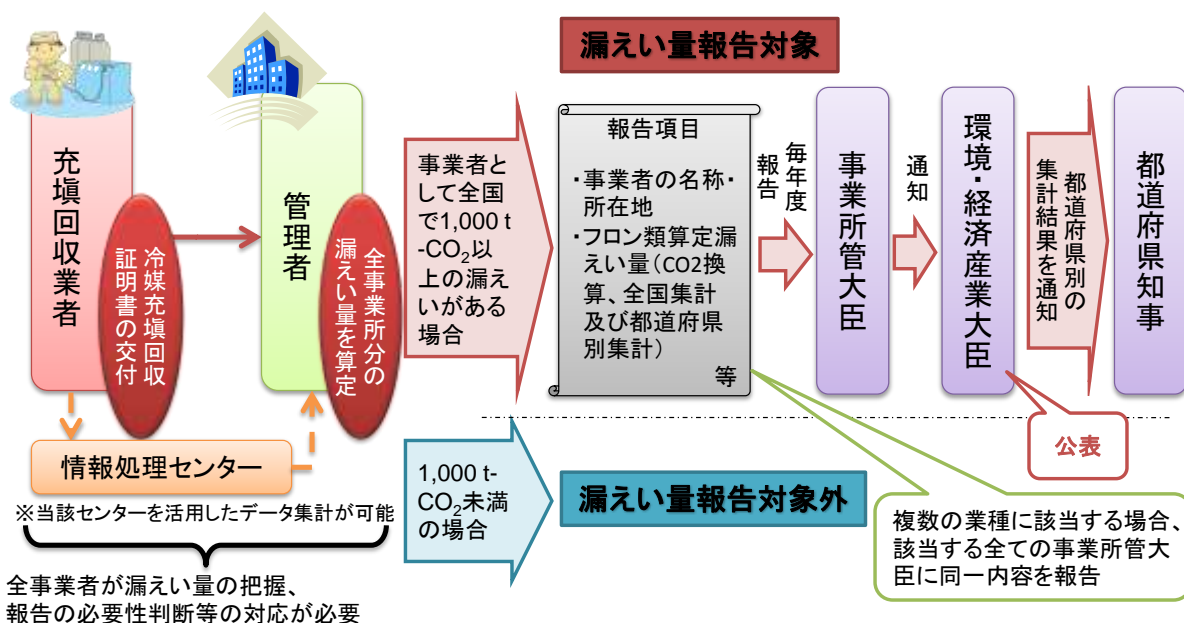 漏えい量報告対象
充填回収業者
冷媒充填回収
証明書の交付
管理者
全事業所分の
漏えい量を算定
情報処理センター
※当該センターを活用したデータ集計が可能
全事業者が漏えい量の把握、
報告の必要性判断等の対応が必要
事業者と
して全国
で1,000 t
-CO₂以
上の漏え
いがある
場合
報告項目
・事業者の名称・
所在地
・フロン類算定漏
えい量(CO2換
算、全国集計
及び都道府県
別集計)
等
毎年度
報告
事業所管大臣
通知
環境・経済産業大臣
公表
都道府県別の
集計結果を通知
都道府県知事
1,000 t-
CO₂未満
の場合
漏えい量報告対象外
複数の業種に該当する場合、
該当する全ての事業所管大
臣に同一内容を報告